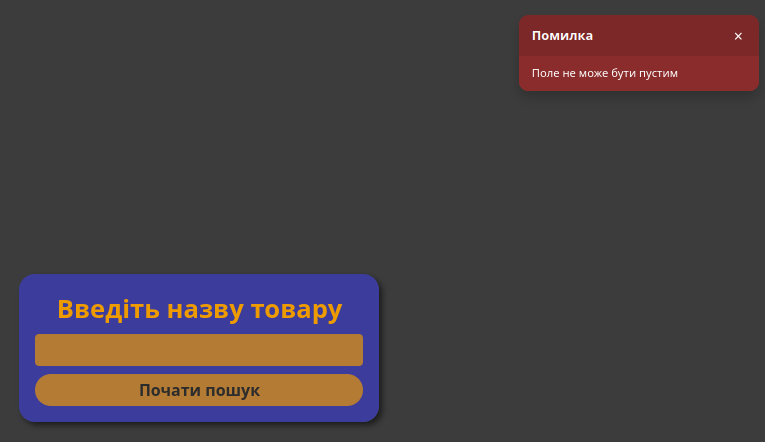 Помилка ×
Поле не може бути пустим
Введіть назву товару
Почати пошук